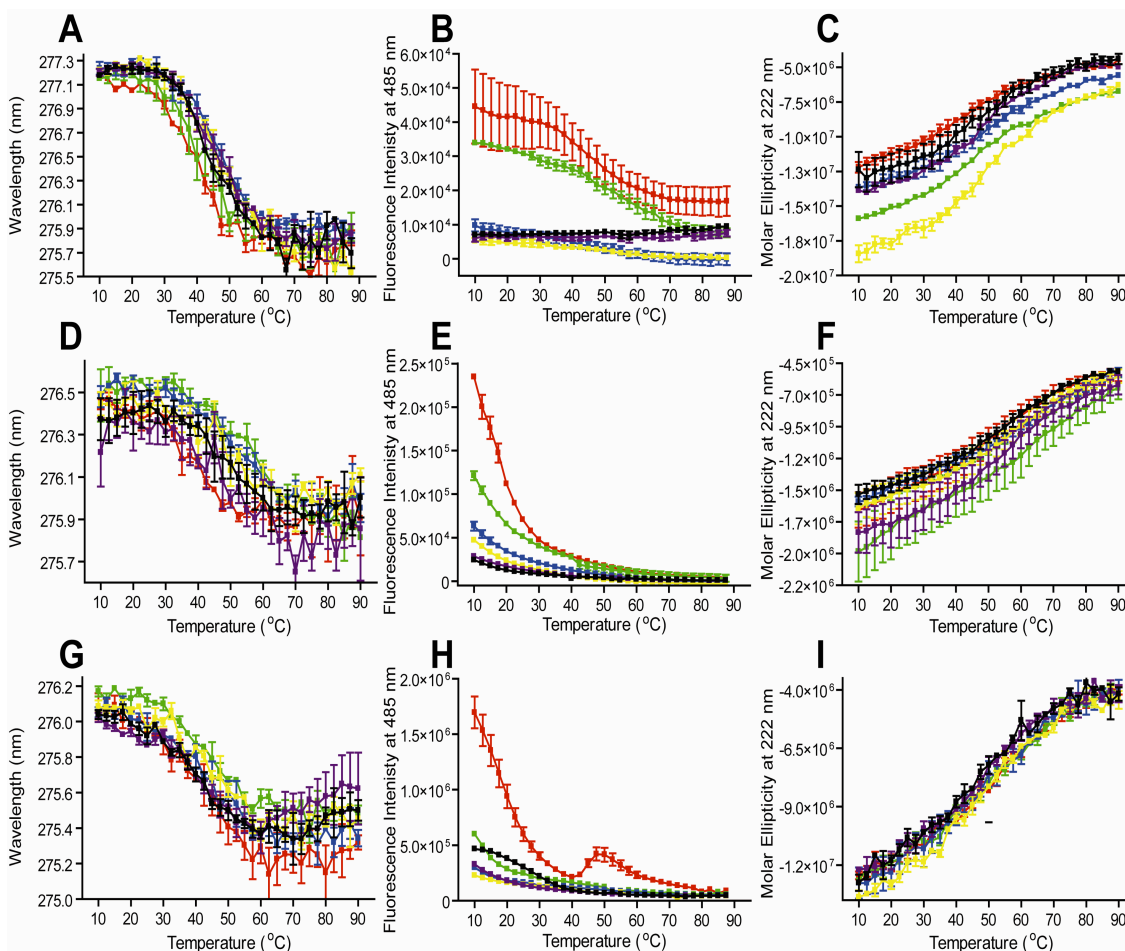 A
B
C
Wavelength (nm)
277.3
277.1
276.9
276.7
276.5
276.3
276.1
275.9
275.7
275.5
10 20 30 40 50 60 70 80 90
Temperature (°C)
Fluorescence Intenisty at 485 nm
6.0×10⁴
5.0×10⁴
4.0×10⁴
3.0×10⁴
2.0×10⁴
1.0×10⁴
0
10 20 30 40 50 60 70 80 90
Temperature (°C)
Molar Ellipticity at 222 nm
-5.0×10⁶
-7.5×10⁶
-1.0×10⁷
-1.3×10⁷
-1.5×10⁷
-1.8×10⁷
-2.0×10⁷
10 20 30 40 50 60 70 80 90
Temperature (°C)
D
E
F
Wavelength (nm)
276.5
276.3
276.1
275.9
275.7
10 20 30 40 50 60 70 80 90
Temperature (°C)
Fluorescence Intenisty at 485 nm
2.5×10⁵
2.0×10⁵
1.5×10⁵
1.0×10⁵
5.0×10⁴
0
10 20 30 40 50 60 70 80 90
Temperature (°C)
Molar Ellipticity at 222 nm
-4.5×10⁵
-7.0×10⁵
-9.5×10⁵
-1.2×10⁶
-1.5×10⁶
-1.7×10⁶
-2.0×10⁶
-2.2×10⁶
10 20 30 40 50 60 70 80 90
Temperature (°C)
G
H
I
Wavelength (nm)
276.2
276.0
275.8
275.6
275.4
275.2
275.0
10 20 30 40 50 60 70 80 90
Temperature (°C)
Fluorescence Intenisty at 485 nm
2.0×10⁶
1.5×10⁶
1.0×10⁶
5.0×10⁵
0
10 20 30 40 50 60 70 80 90
Temperature (°C)
Molar Ellipticity at 222 nm
-4.0×10⁶
-6.5×10⁶
-9.0×10⁶
-1.2×10⁷
10 20 30 40 50 60 70 80 90
Temperature (°C)